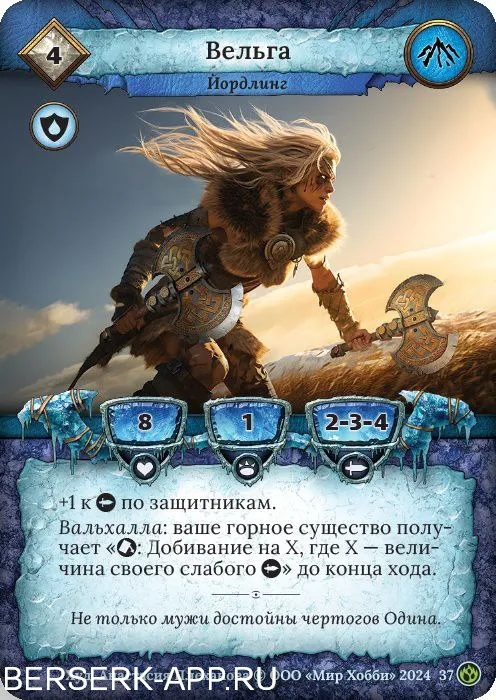 4
Вельга
Йордлинг
8
1
2-3-4
+1 к по защитникам.
Вальхалла: ваше горное существо полу-
чает «: Добивание на X, где X — вели-
чина своего слабого » до конца хода.
Не только мужи достойны чертогов Одина.
© ООО «Мир Хобби» 2024 37
BERSERK-APP.RU